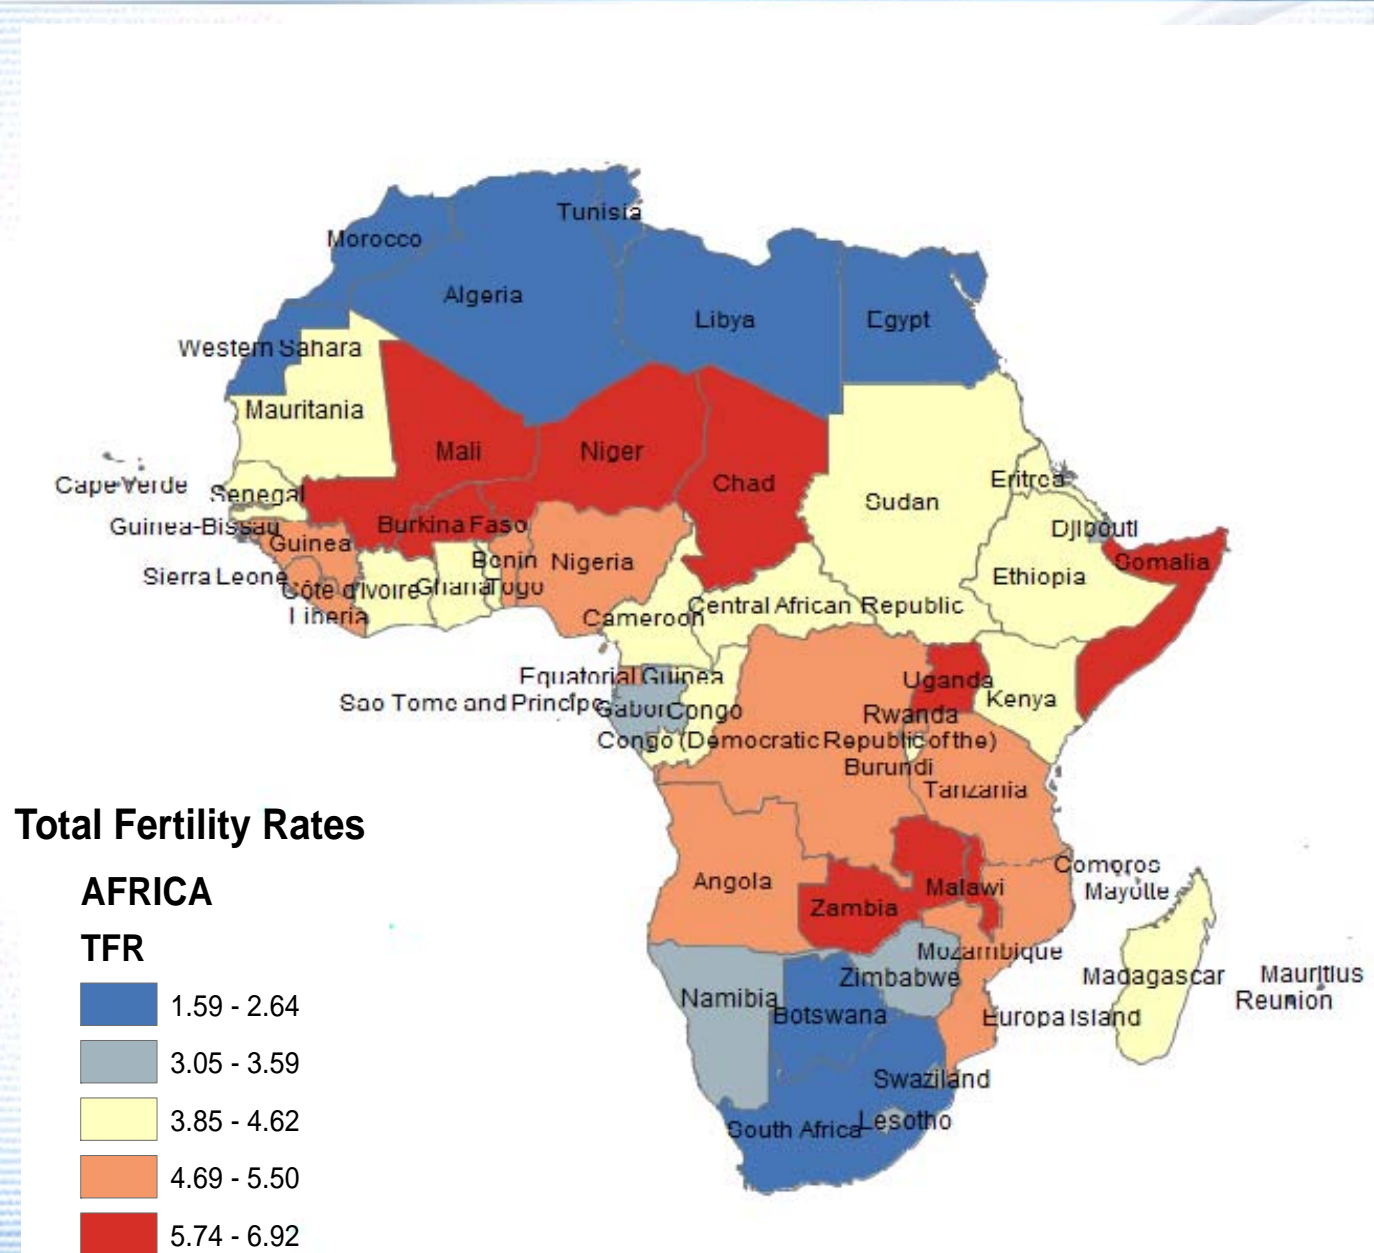 Tunisia
Morocco
Algeria
Libya
Egypt
Western Sahara
Mauritania
Mali
Niger
Chad
Sudan
Eritrea
Cape Verde
Senegal
Guinea-Bissau
Burkina Faso
Djibouti
Guinea
Benin
Nigeria
Somalia
Sierra Leone
Côte d'Ivoire
Ghana
Togo
Ethiopia
Liberia
Cameroon
Central African Republic
Equatorial Guinea
Uganda
Kenya
Sao Tome and Principe
Gabon
Congo
Rwanda
Congo (Democratic Republic of the)
Burundi
Tanzania
Comoros
Mayotte
Angola
Malawi
Zambia
Mozambique
Zimbabwe
Madagascar
Mauritius
Reunion
Namibia
Botswana
Europa Island
Swaziland
South Africa
Lesotho
Total Fertility Rates
AFRICA
TFR
1.59 - 2.64
3.05 - 3.59
3.85 - 4.62
4.69 - 5.50
5.74 - 6.92